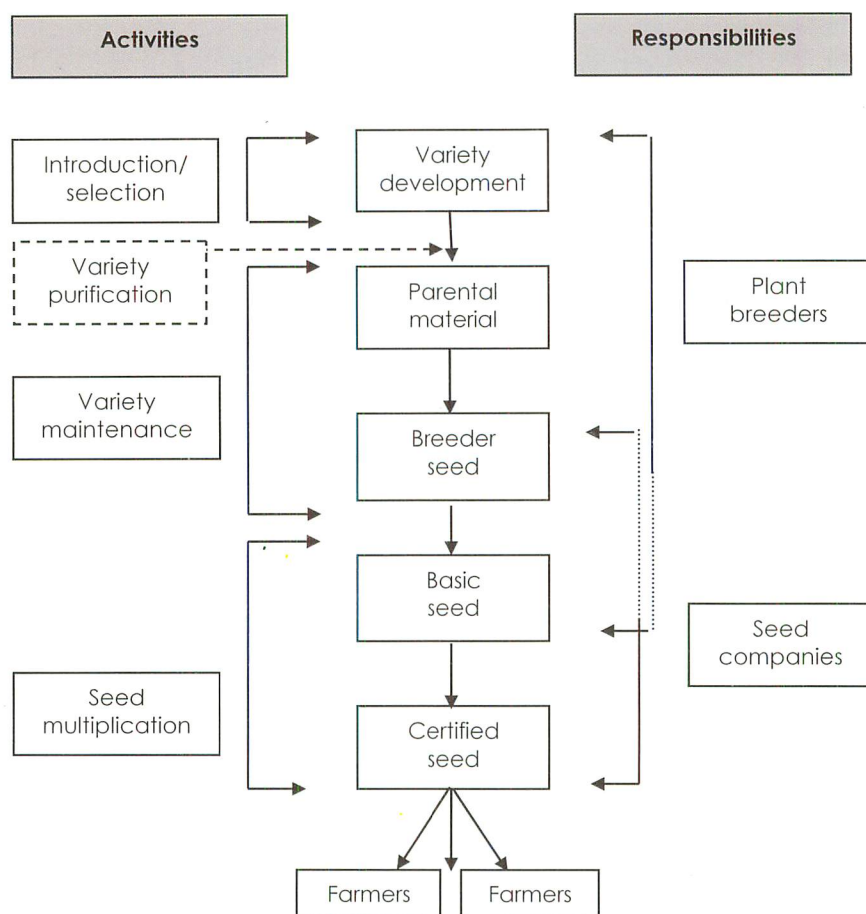 Activities
Responsibilities
Introduction/
selection
Variety
development
Variety
purification
Parental
material
Plant
breeders
Variety
maintenance
Breeder
seed
Basic
seed
Seed
companies
Seed
multiplication
Certified
seed
Farmers
Farmers